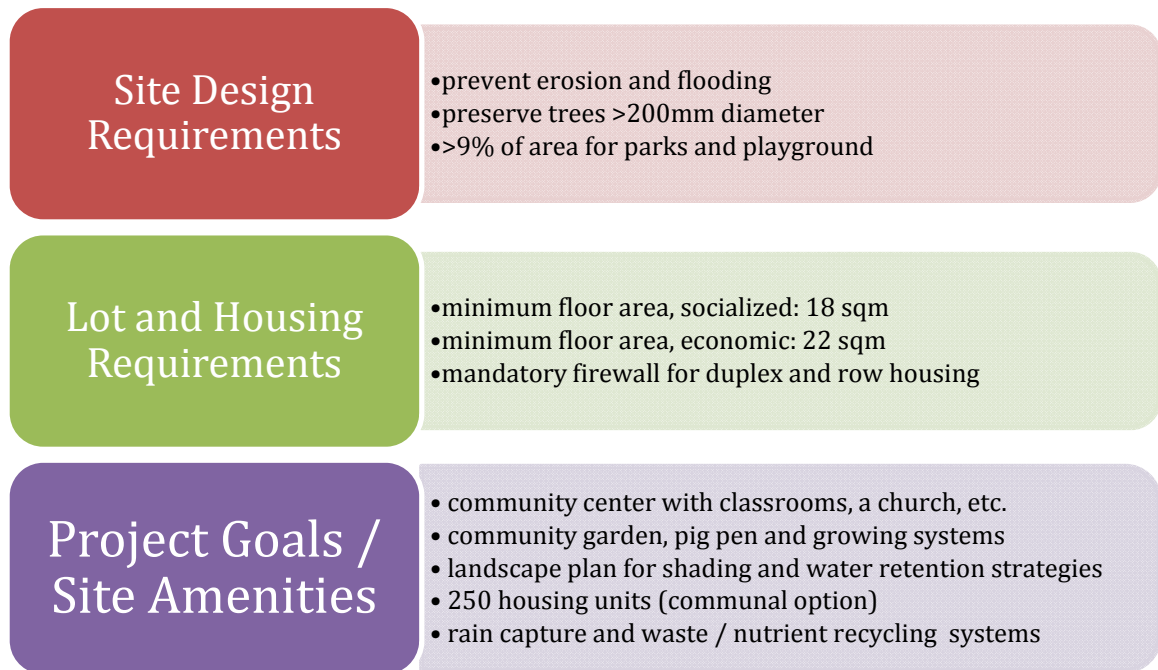 Site Design
Requirements
•prevent erosion and flooding
•preserve trees >200mm diameter
•>9% of area for parks and playground
Lot and Housing
Requirements
•minimum floor area, socialized: 18 sqm
•minimum floor area, economic: 22 sqm
•mandatory firewall for duplex and row housing
Project Goals /
Site Amenities
• community center with classrooms, a church, etc.
• community garden, pig pen and growing systems
• landscape plan for shading and water retention strategies
• 250 housing units (communal option)
• rain capture and waste / nutrient recycling systems